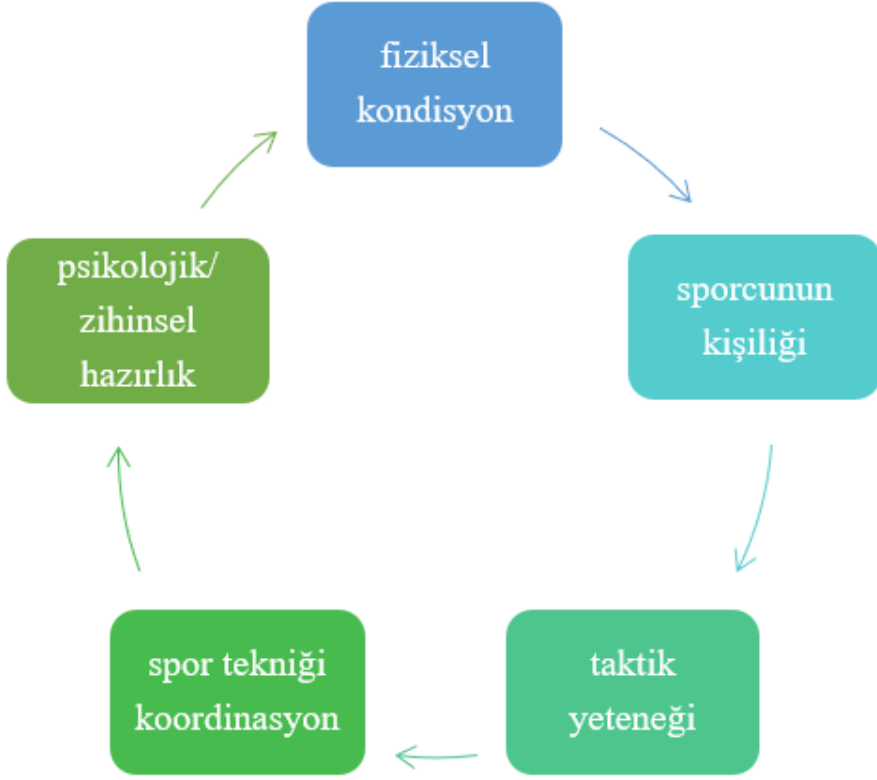 fiziksel
kondisyon
sporcunun
kişiliği
taktik
yeteneği
spor tekniği
koordinasyon
psikolojik/
zihinsel
hazırlık